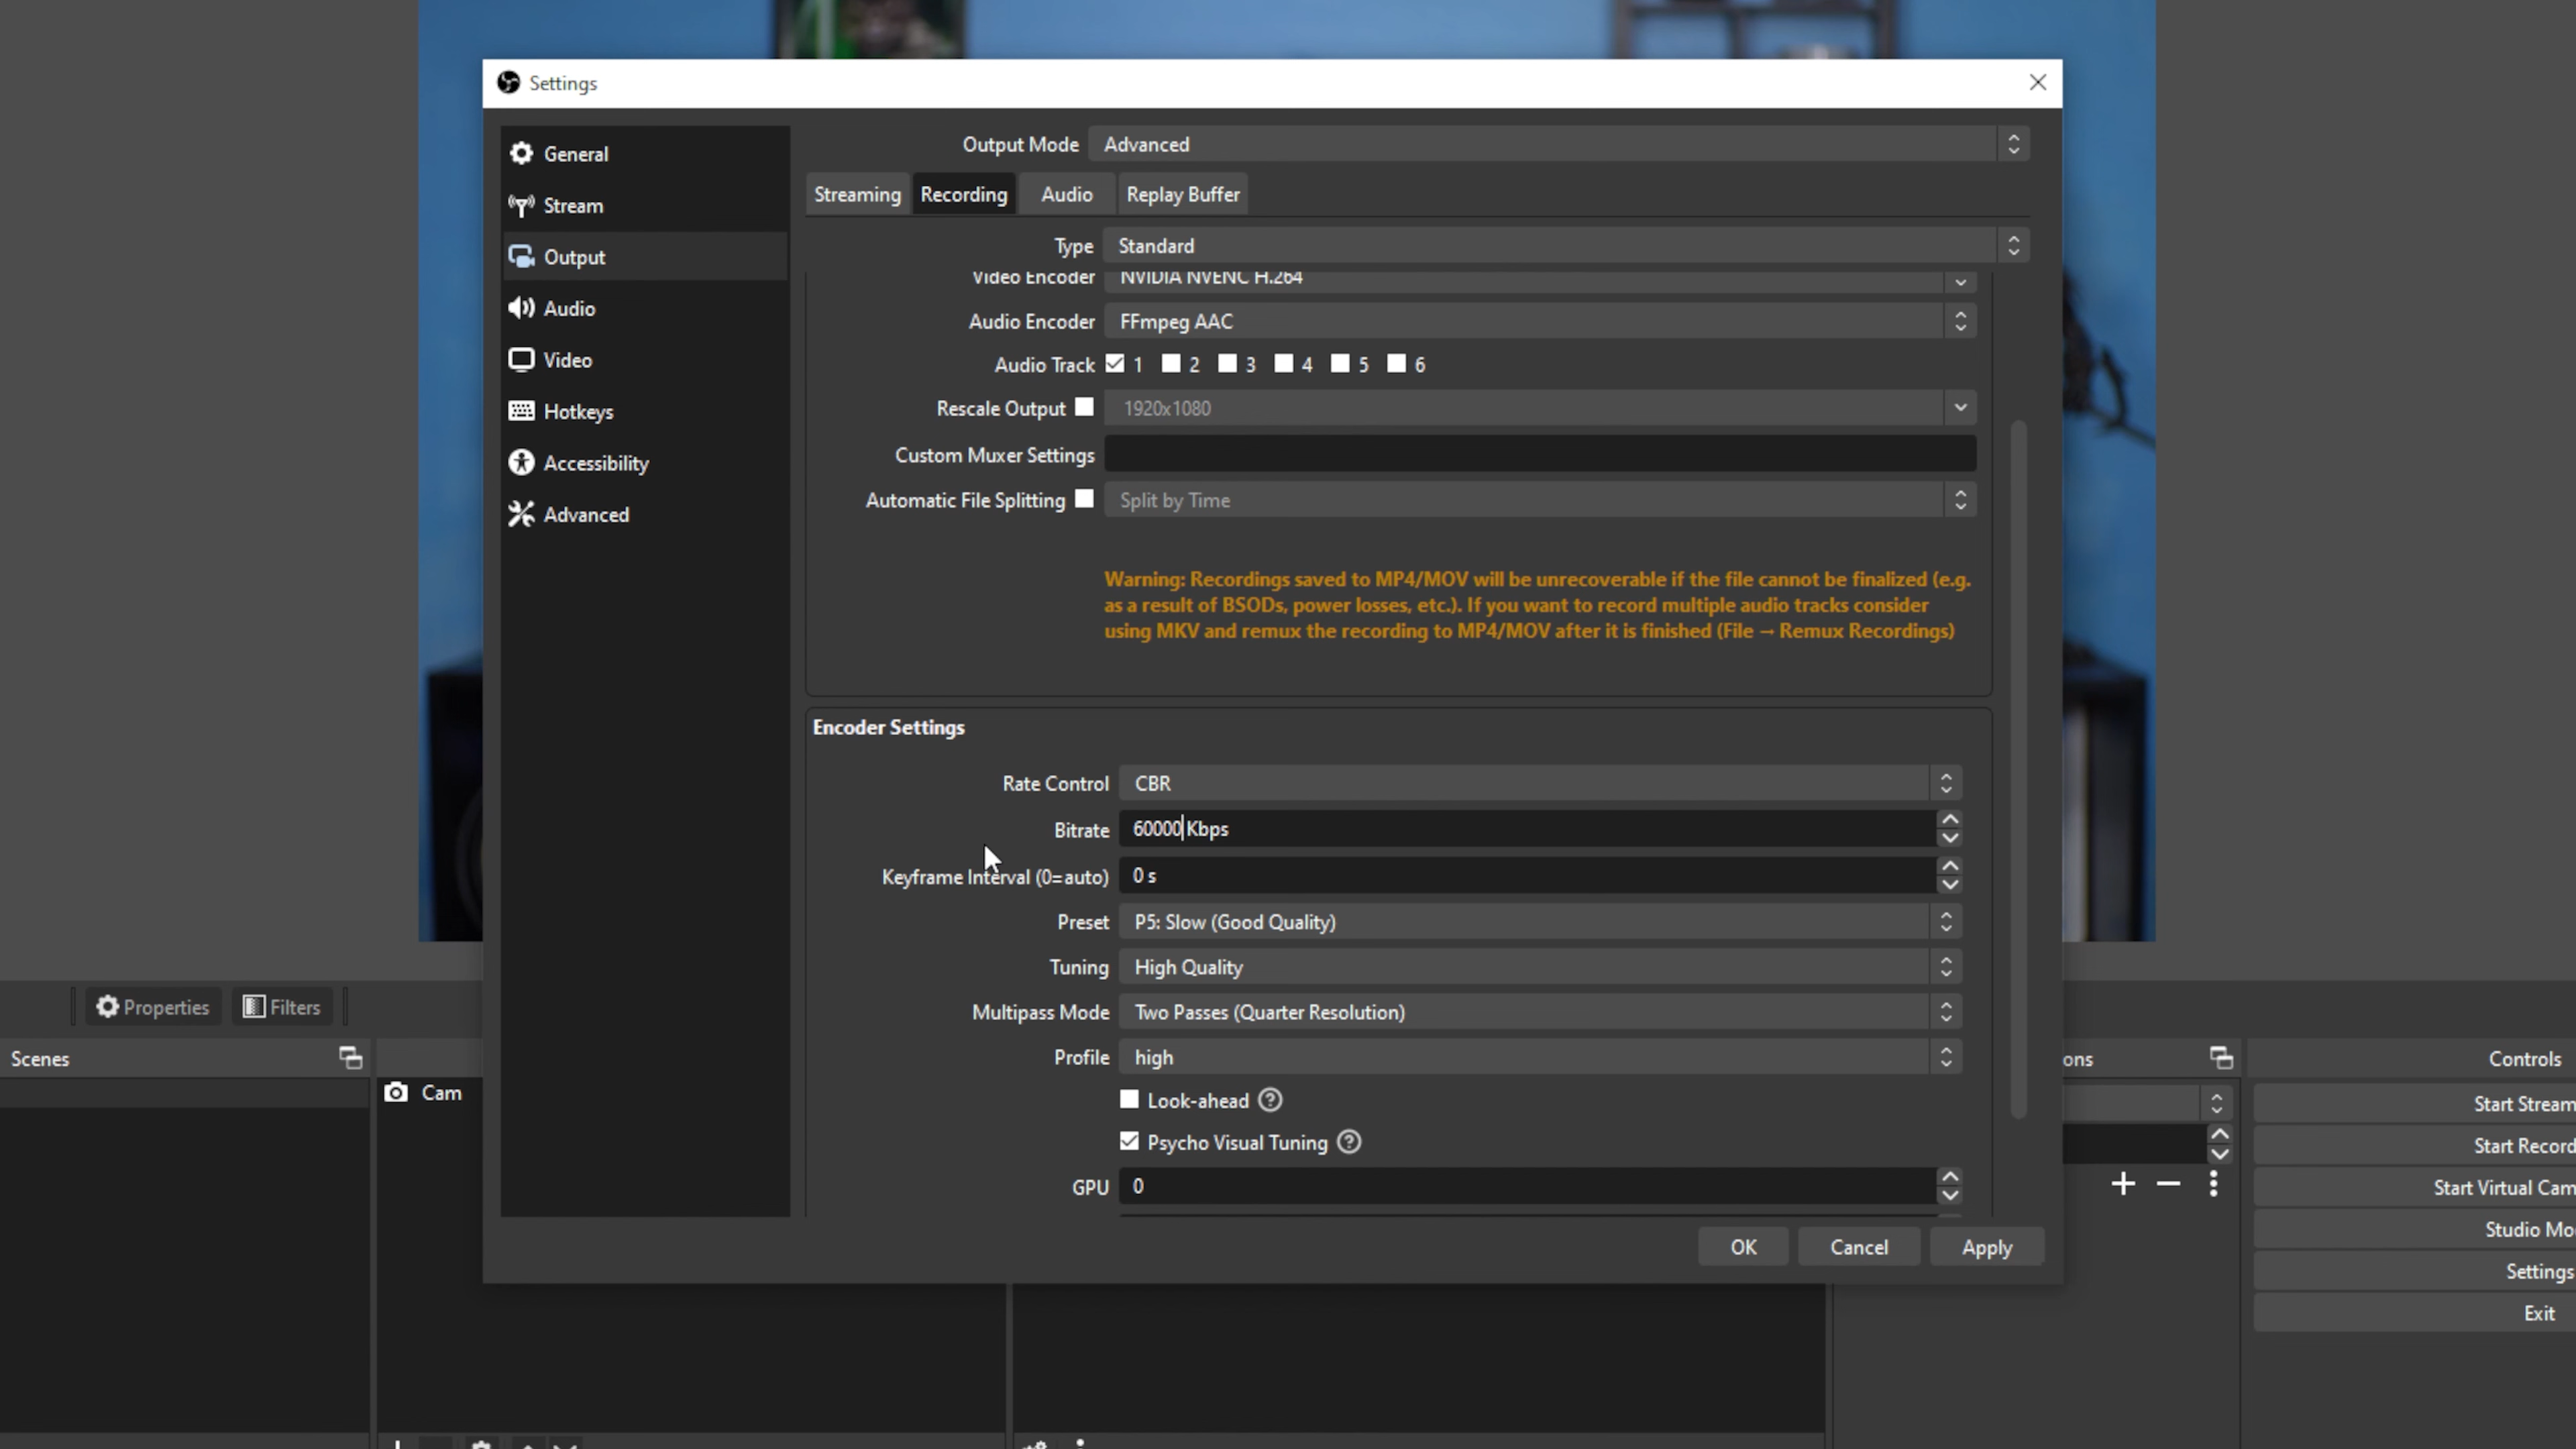 Settings
General
Stream
Output
Audio
Video
Hotkeys
Accessibility
Advanced
Output Mode Advanced
Streaming Recording Audio Replay Buffer
Type Standard
Video Encoder NVIDIA NVENC H.264
Audio Encoder FFmpeg AAC
Audio Track 1 2 3 4 5 6
Rescale Output 1920x1080
Custom Muxer Settings
Automatic File Splitting Split by Time
Warning: Recordings saved to MP4/MOV will be unrecoverable if the file cannot be finalized (e.g.
as a result of BSODs, power losses, etc.). If you want to record multiple audio tracks consider
using MKV and remux the recording to MP4/MOV after it is finished (File → Remux Recordings)
Encoder Settings
Rate Control CBR
Bitrate 60000 Kbps
Keyframe Interval (0=auto) 0 s
Preset P5: Slow (Good Quality)
Tuning High Quality
Multipass Mode Two Passes (Quarter Resolution)
Profile high
Look-ahead
Psycho Visual Tuning
GPU 0
OK Cancel Apply
Properties Filters
Scenes
Cam
ons
Controls
Start Stream
Start Record
Start Virtual Cam
Studio Mo
Settings
Exit